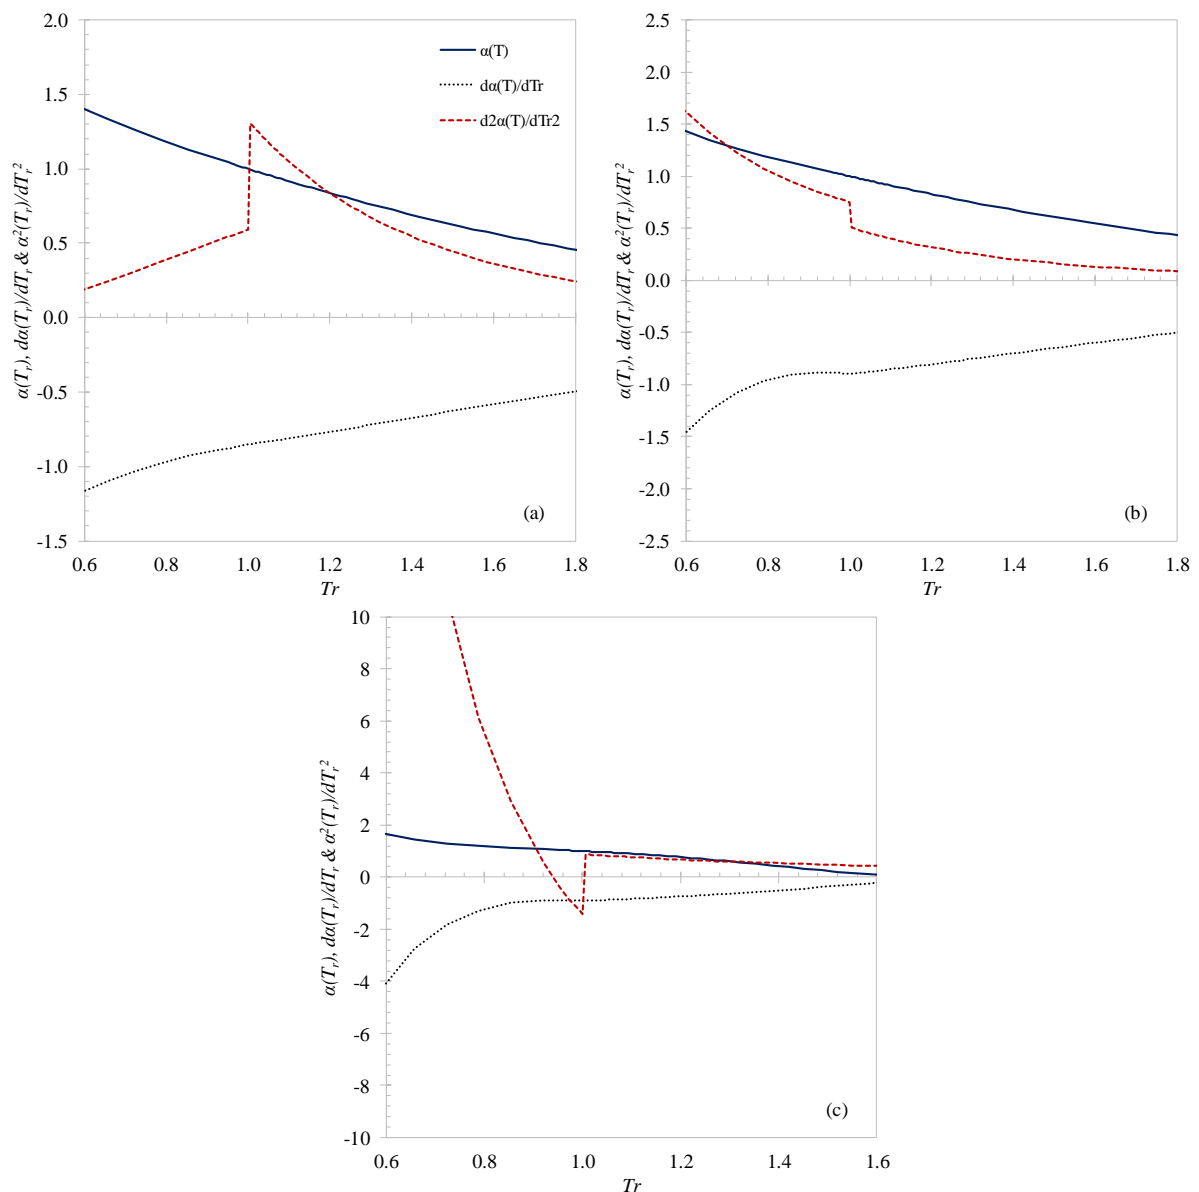 2.0
1.5
1.0
0.5
0.0
-0.5
-1.0
-1.5
α(Tr), dα(Tr)/dTr & α²(Tr)/dTr²
α(T)
dα(T)/dTr
d2α(T)/dTr2
(a)
0.6 0.8 1.0 1.2 1.4 1.6 1.8
Tr
2.5
2.0
1.5
1.0
0.5
0.0
-0.5
-1.0
-1.5
-2.0
-2.5
α(Tr), dα(Tr)/dTr & α²(Tr)/dTr²
(b)
0.6 0.8 1.0 1.2 1.4 1.6 1.8
Tr
10
8
6
4
2
0
-2
-4
-6
-8
-10
α(Tr), dα(Tr)/dTr & α²(Tr)/dTr²
(c)
0.6 0.8 1.0 1.2 1.4 1.6
Tr